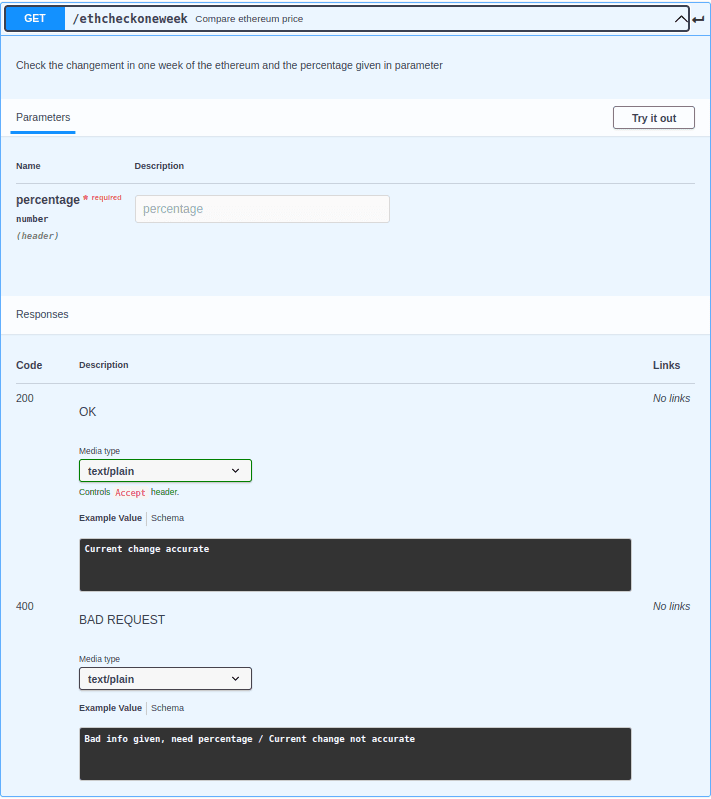 GET /ethcheckoneweek Compare ethereum price
Check the changement in one week of the ethereum and the percentage given in parameter
Parameters Try it out
Name Description
percentage * required percentage
number
(header)
Responses
Code Description Links
200 No links
OK
Media type
text/plain
Controls Accept header.
Example Value Schema
Current change accurate
400 No links
BAD REQUEST
Media type
text/plain
Example Value Schema
Bad info given, need percentage / Current change not accurate